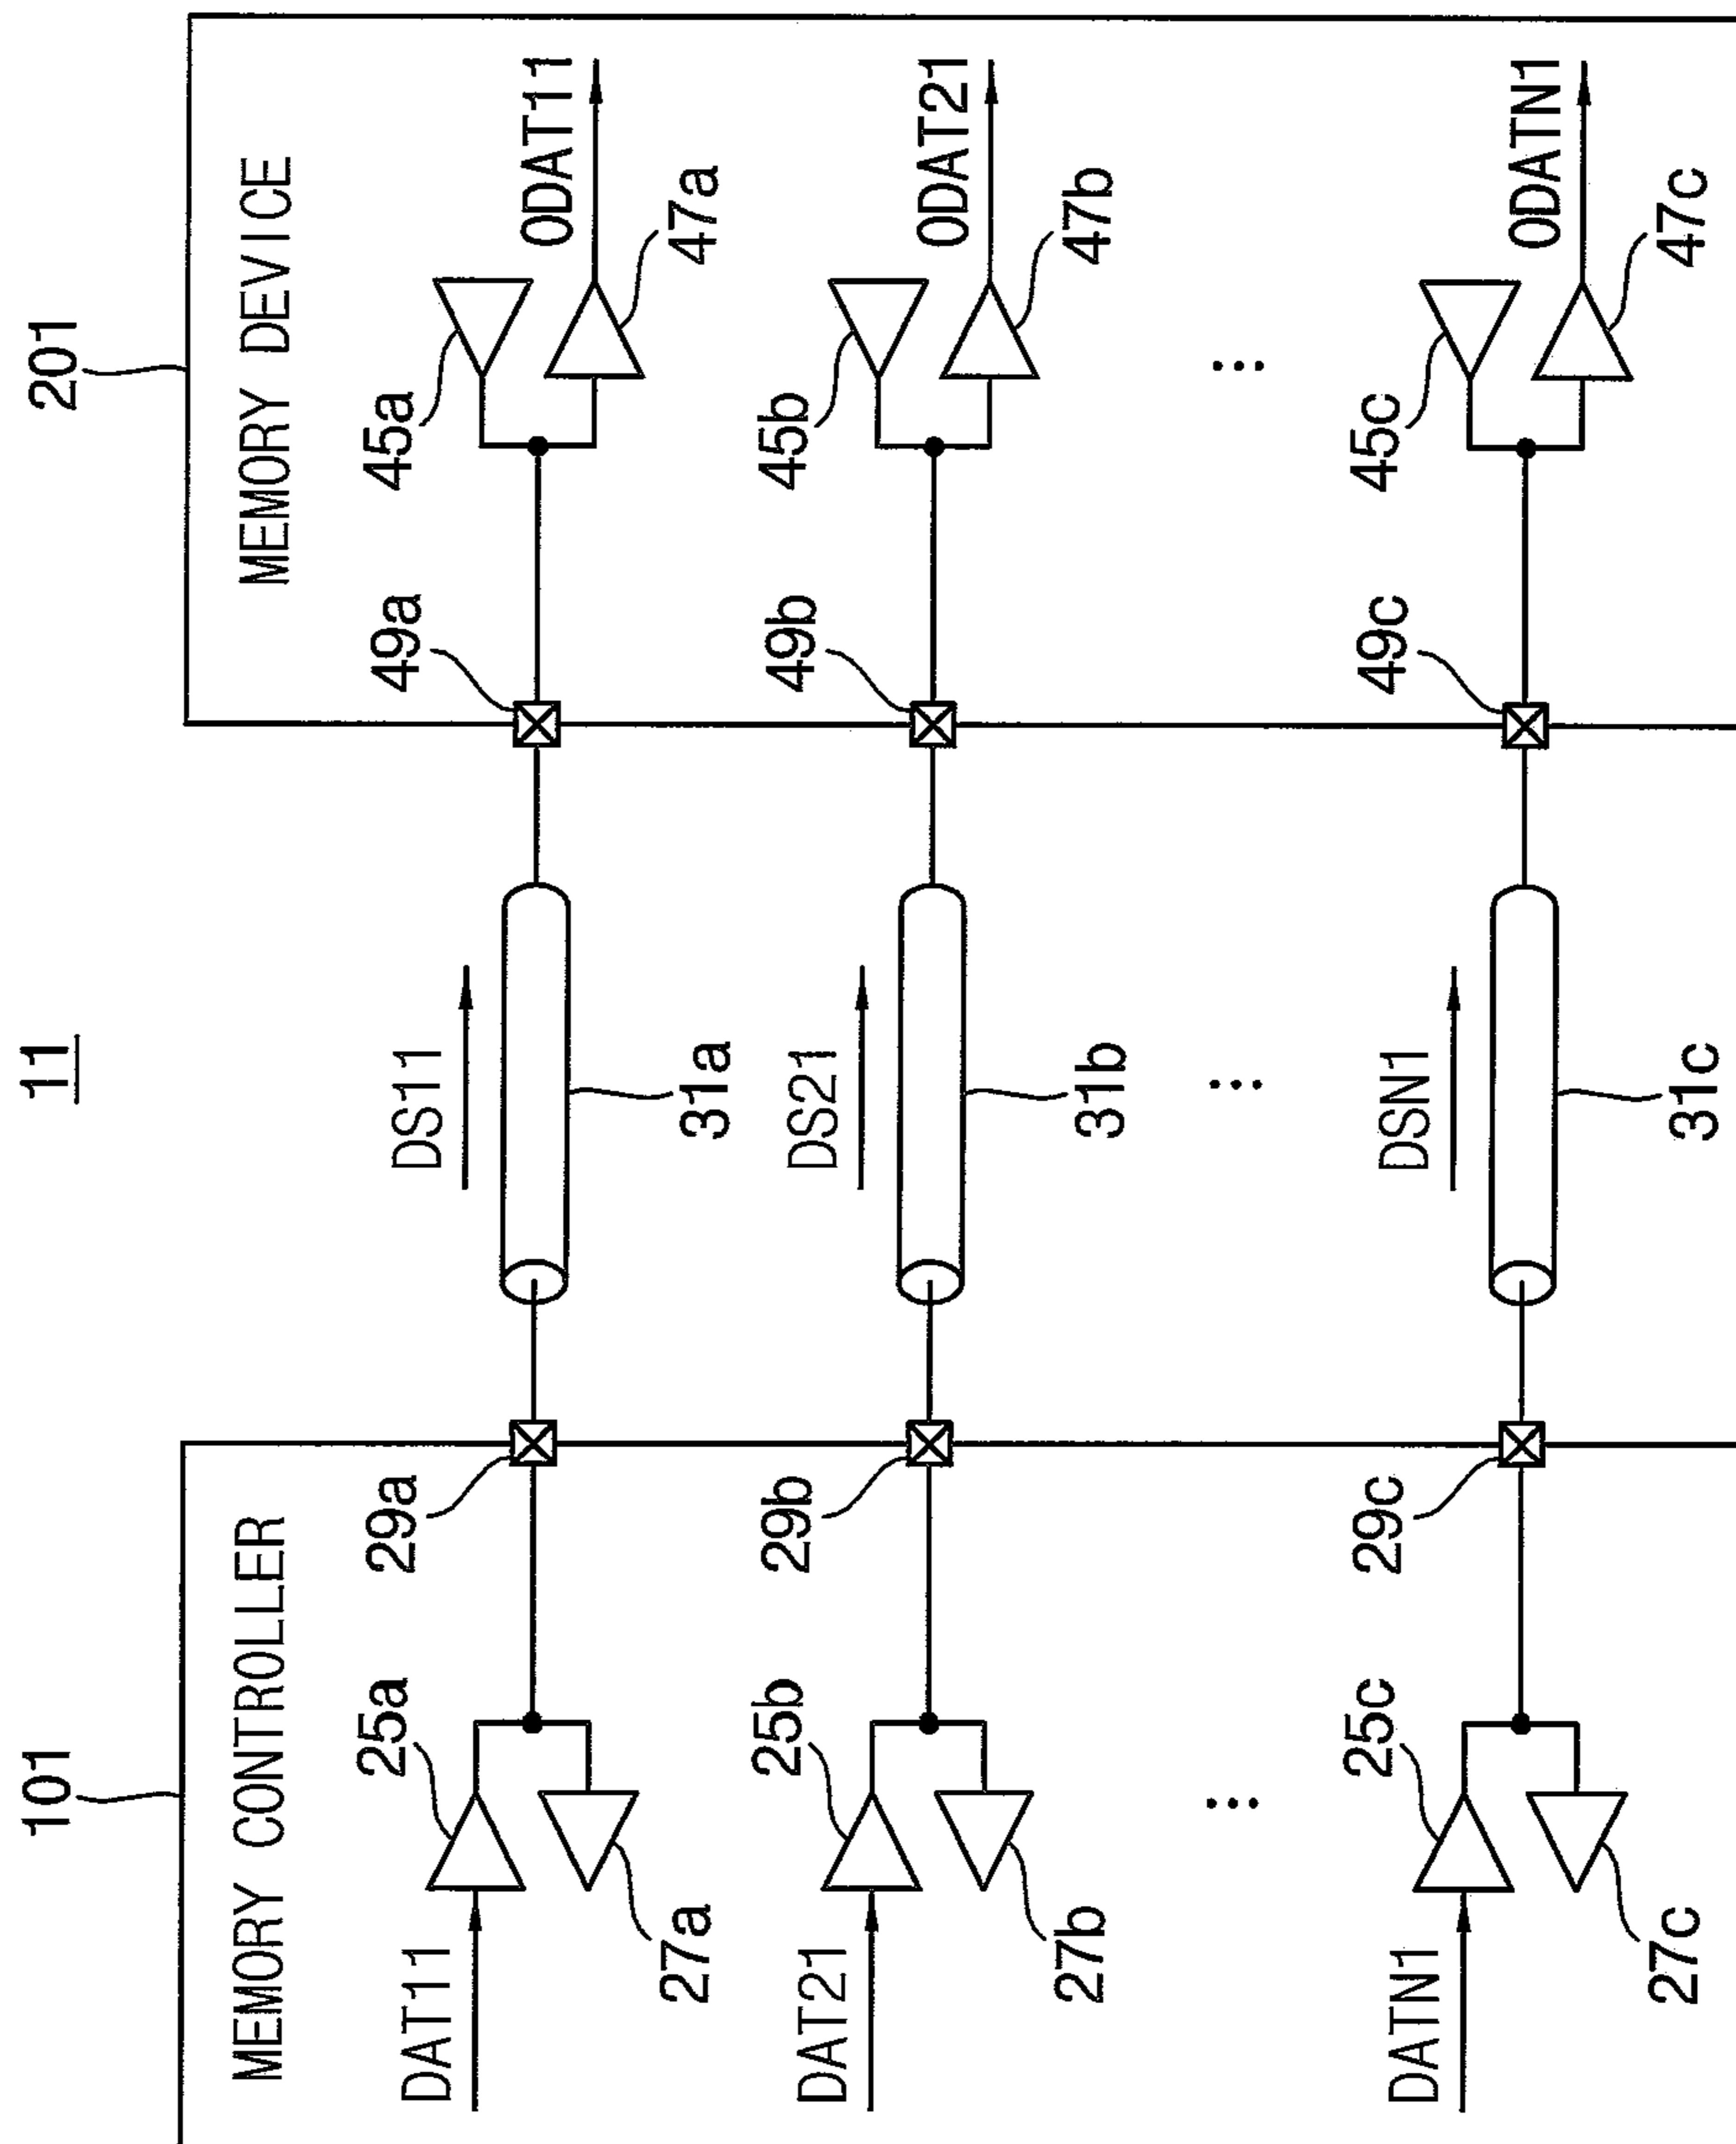 11
101
201
MEMORY CONTROLLER
MEMORY DEVICE
DAT11
25a
27a
29a
DS11
31a
49a
45a
47a
ODAT11
DAT21
25b
27b
29b
DS21
31b
49b
45b
47b
ODAT21
...
...
...
DATN1
25c
27c
29c
DSN1
31c
49c
45c
47c
ODATN1